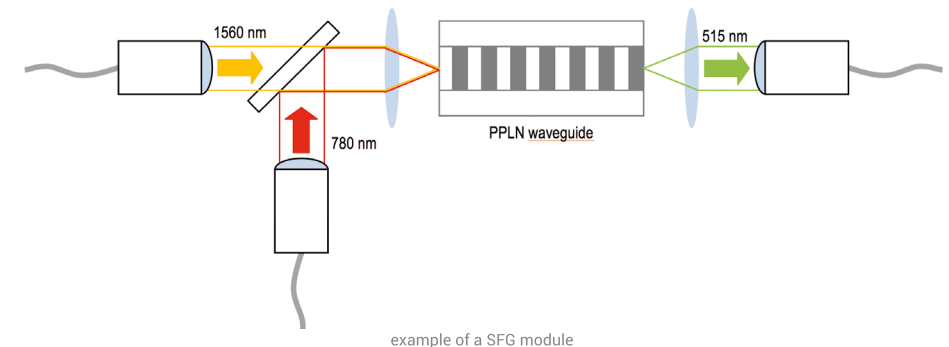 1560 nm
515 nm
780 nm
PPLN waveguide
example of a SFG module